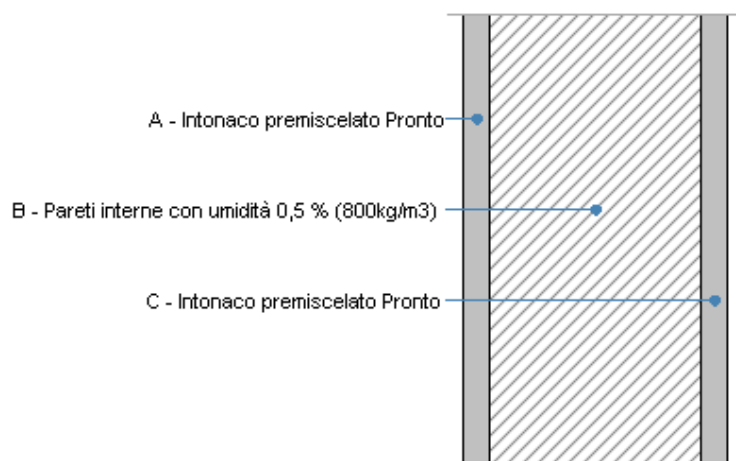 A - Intonaco premiscelato Pronto
B - Pareti interne con umidità 0,5 % (800kg/m3)
C - Intonaco premiscelato Pronto